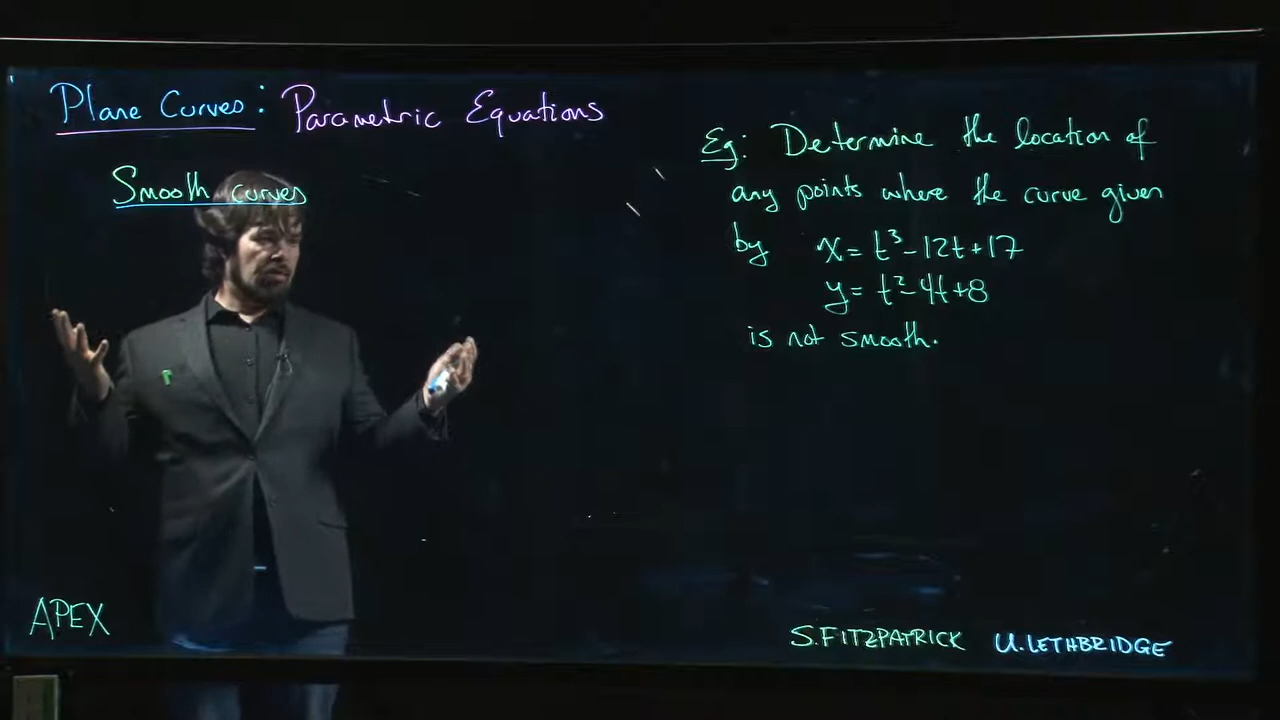 Plane Curves: Parametric Equations
Smooth curves
Eg: Determine the location of
any points where the curve given
by x = t³-12t+17
y = t²-4t+8
is not smooth.
APEX
S. FITZPATRICK U. LETHBRIDGE